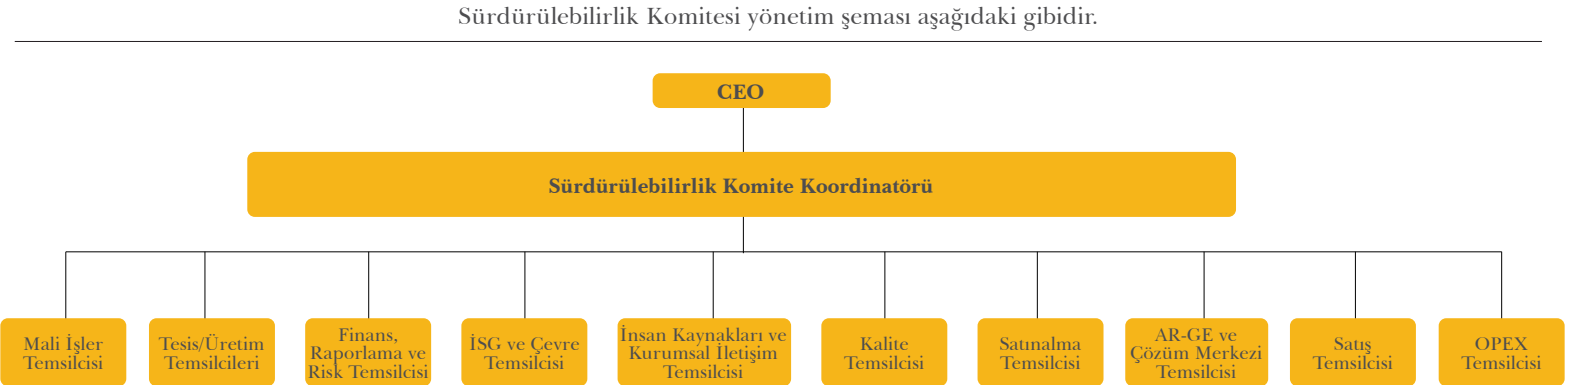 Sürdürülebilirlik Komitesi yönetim şeması aşağıdaki gibidir.
CEO
Sürdürülebilirlik Komite Koordinatörü
Mali İşler
Temsilcisi
Tesis/Üretim
Temsilcileri
Finans,
Raporlama ve
Risk Temsilcisi
İSG ve Çevre
Temsilcisi
İnsan Kaynakları ve
Kurumsal İletişim
Temsilcisi
Kalite
Temsilcisi
Satınalma
Temsilcisi
AR-GE ve
Çözüm Merkezi
Temsilcisi
Satış
Temsilcisi
OPEX
Temsilcisi